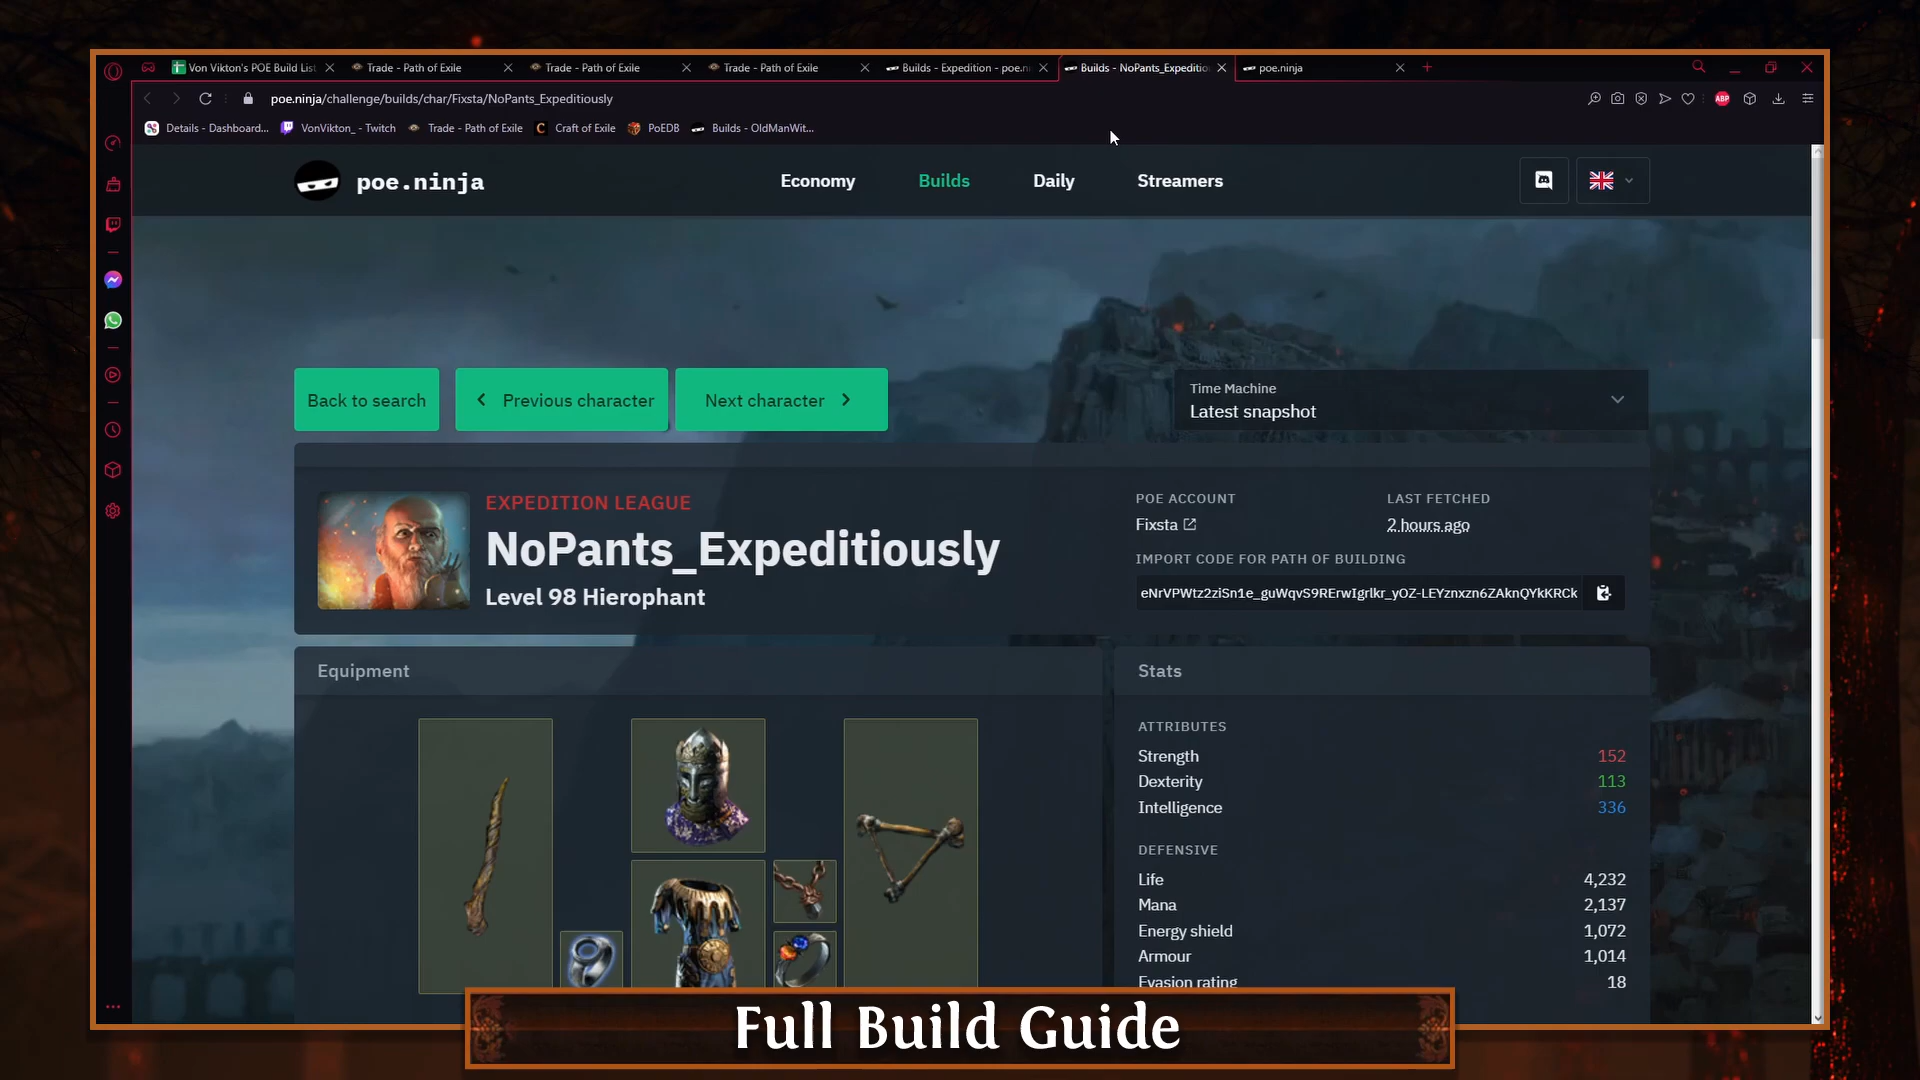 Von Vikton's POE Build List
Trade - Path of Exile
Trade - Path of Exile
Trade - Path of Exile
Builds - Expedition - poe.n
Builds - NoPants_Expeditio
poe.ninja
poe.ninja/challenge/builds/char/Fixsta/NoPants_Expeditiously
ABP
Details - Dashboard...
VonVikton_ - Twitch
Trade - Path of Exile
Craft of Exile
PoEDB
Builds - OldManWit...
poe.ninja
Economy
Builds
Daily
Streamers
Back to search
Previous character
Next character
Time Machine
Latest snapshot
EXPEDITION LEAGUE
NoPants_Expeditiously
Level 98 Hierophant
POE ACCOUNT
Fixsta
LAST FETCHED
2 hours ago
IMPORT CODE FOR PATH OF BUILDING
eNrVPWtz2ziSn1e_guWqvS9RErwIgrlkr_yOZ-LEYznxzn6ZAknQYkKRCk
Equipment
Stats
ATTRIBUTES
Strength 152
Dexterity 113
Intelligence 336
DEFENSIVE
Life 4,232
Mana 2,137
Energy shield 1,072
Armour 1,014
Evasion rating 18
Full Build Guide